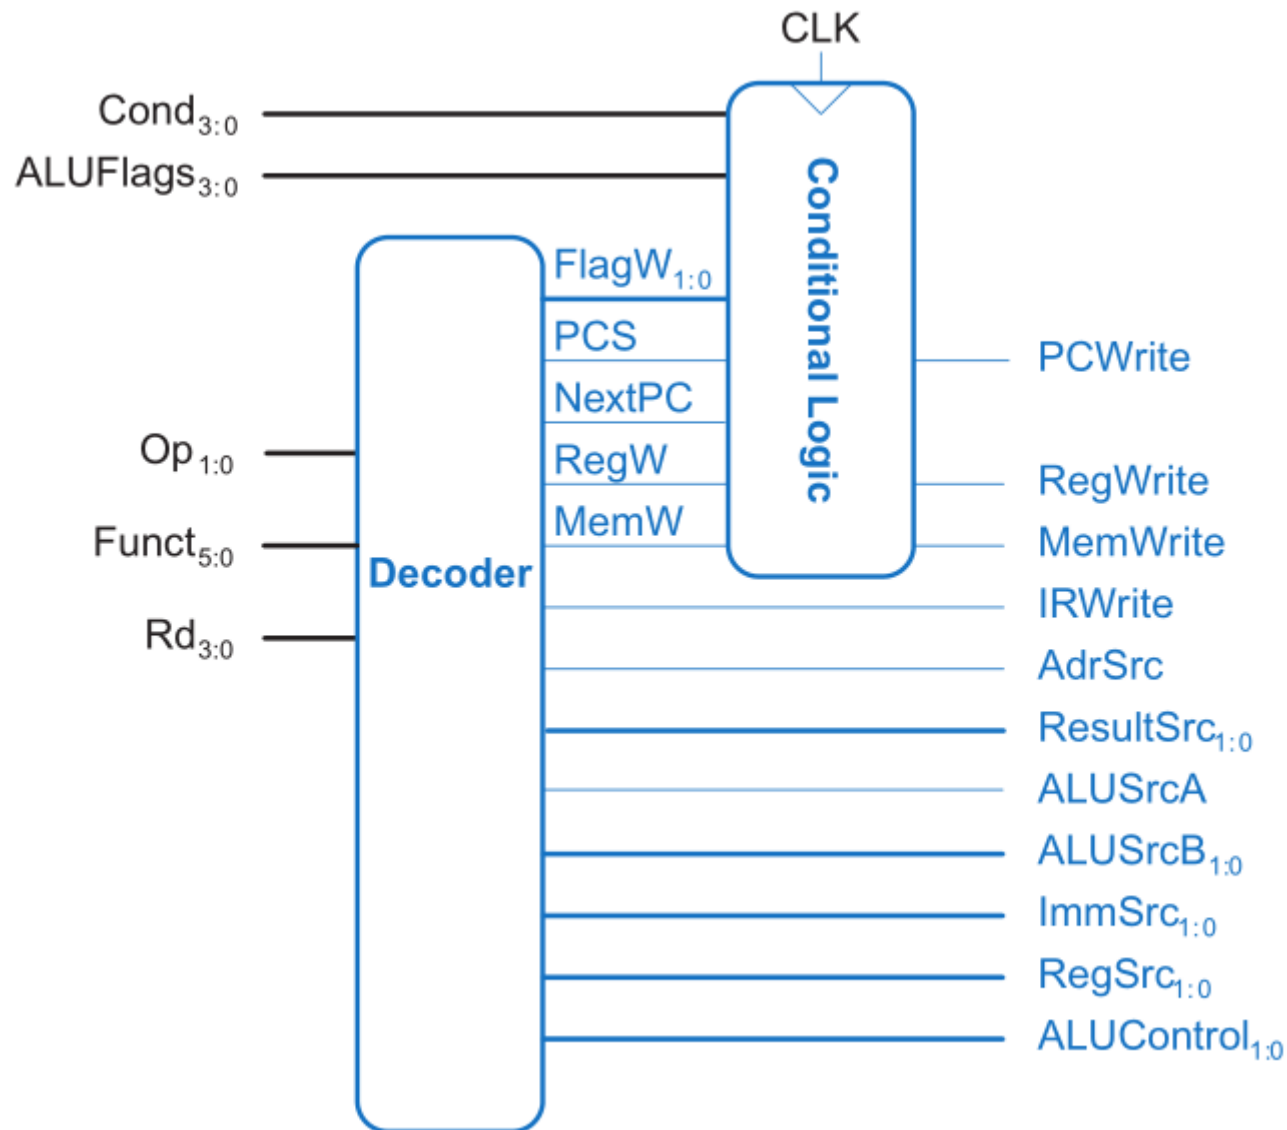 CLK
Cond3:0
ALUFlags3:0
Conditional Logic
FlagW1:0
PCS
PCWrite
NextPC
Op1:0
RegW
RegWrite
Funct5:0
MemW
MemWrite
Decoder
IRWrite
Rd3:0
AdrSrc
ResultSrc1:0
ALUSrcA
ALUSrcB1:0
ImmSrc1:0
RegSrc1:0
ALUControl1:0